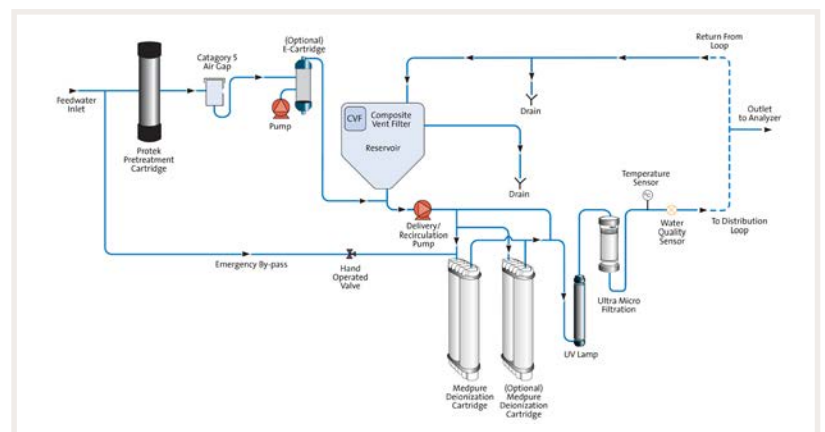 Feedwater
Inlet
Protek
Pretreatment
Cartridge
Catagory 5
Air Gap
(Optional)
E-Cartridge
Pump
CVF
Composite
Vent Filter
Reservoir
Drain
Drain
Return From
Loop
Outlet
to Analyzer
Temperature
Sensor
Water
Quality
Sensor
To Distribution
Loop
Delivery/
Recirculation
Pump
Emergency By-pass
Hand
Operated
Valve
Ultra Micro
Filtration
UV Lamp
Medpure
Deionization
Cartridge
(Optional)
Medpure
Deionization
Cartridge